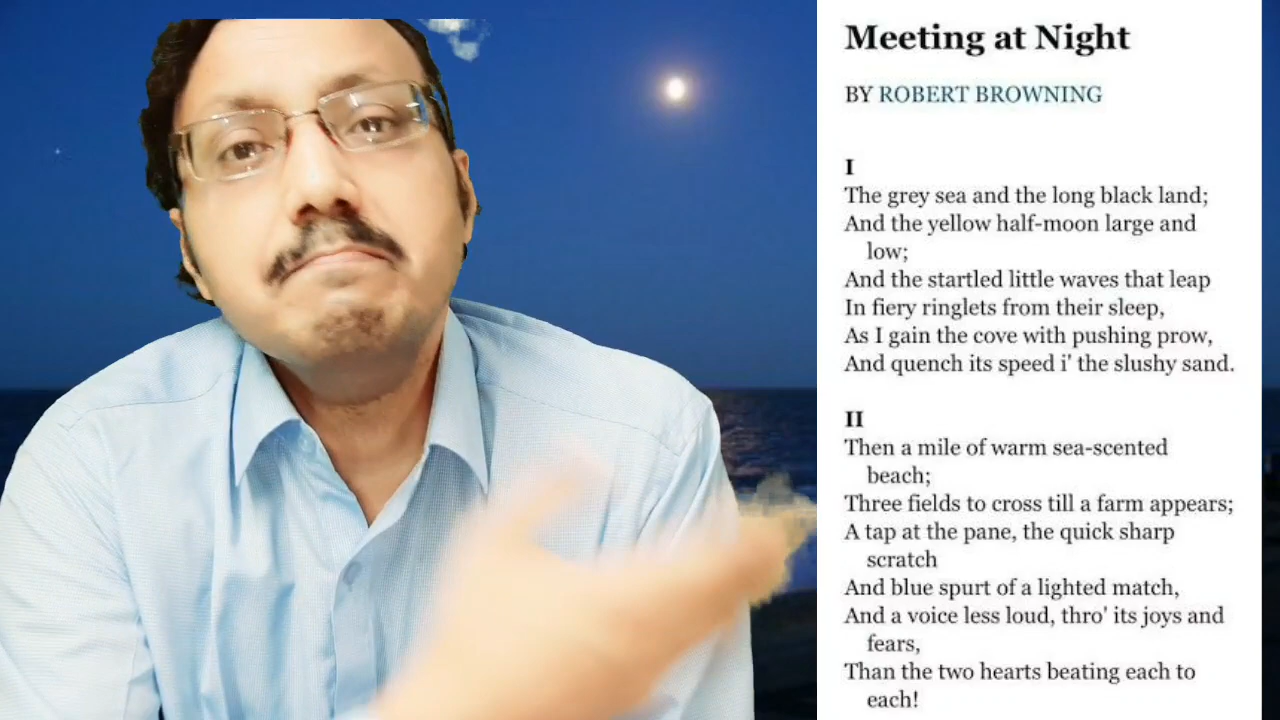 Meeting at Night
BY ROBERT BROWNING
I
The grey sea and the long black land;
And the yellow half-moon large and
low;
And the startled little waves that leap
In fiery ringlets from their sleep,
As I gain the cove with pushing prow,
And quench its speed i' the slushy sand.
II
Then a mile of warm sea-scented
beach;
Three fields to cross till a farm appears;
A tap at the pane, the quick sharp
scratch
And blue spurt of a lighted match,
And a voice less loud, thro' its joys and
fears,
Than the two hearts beating each to
each!